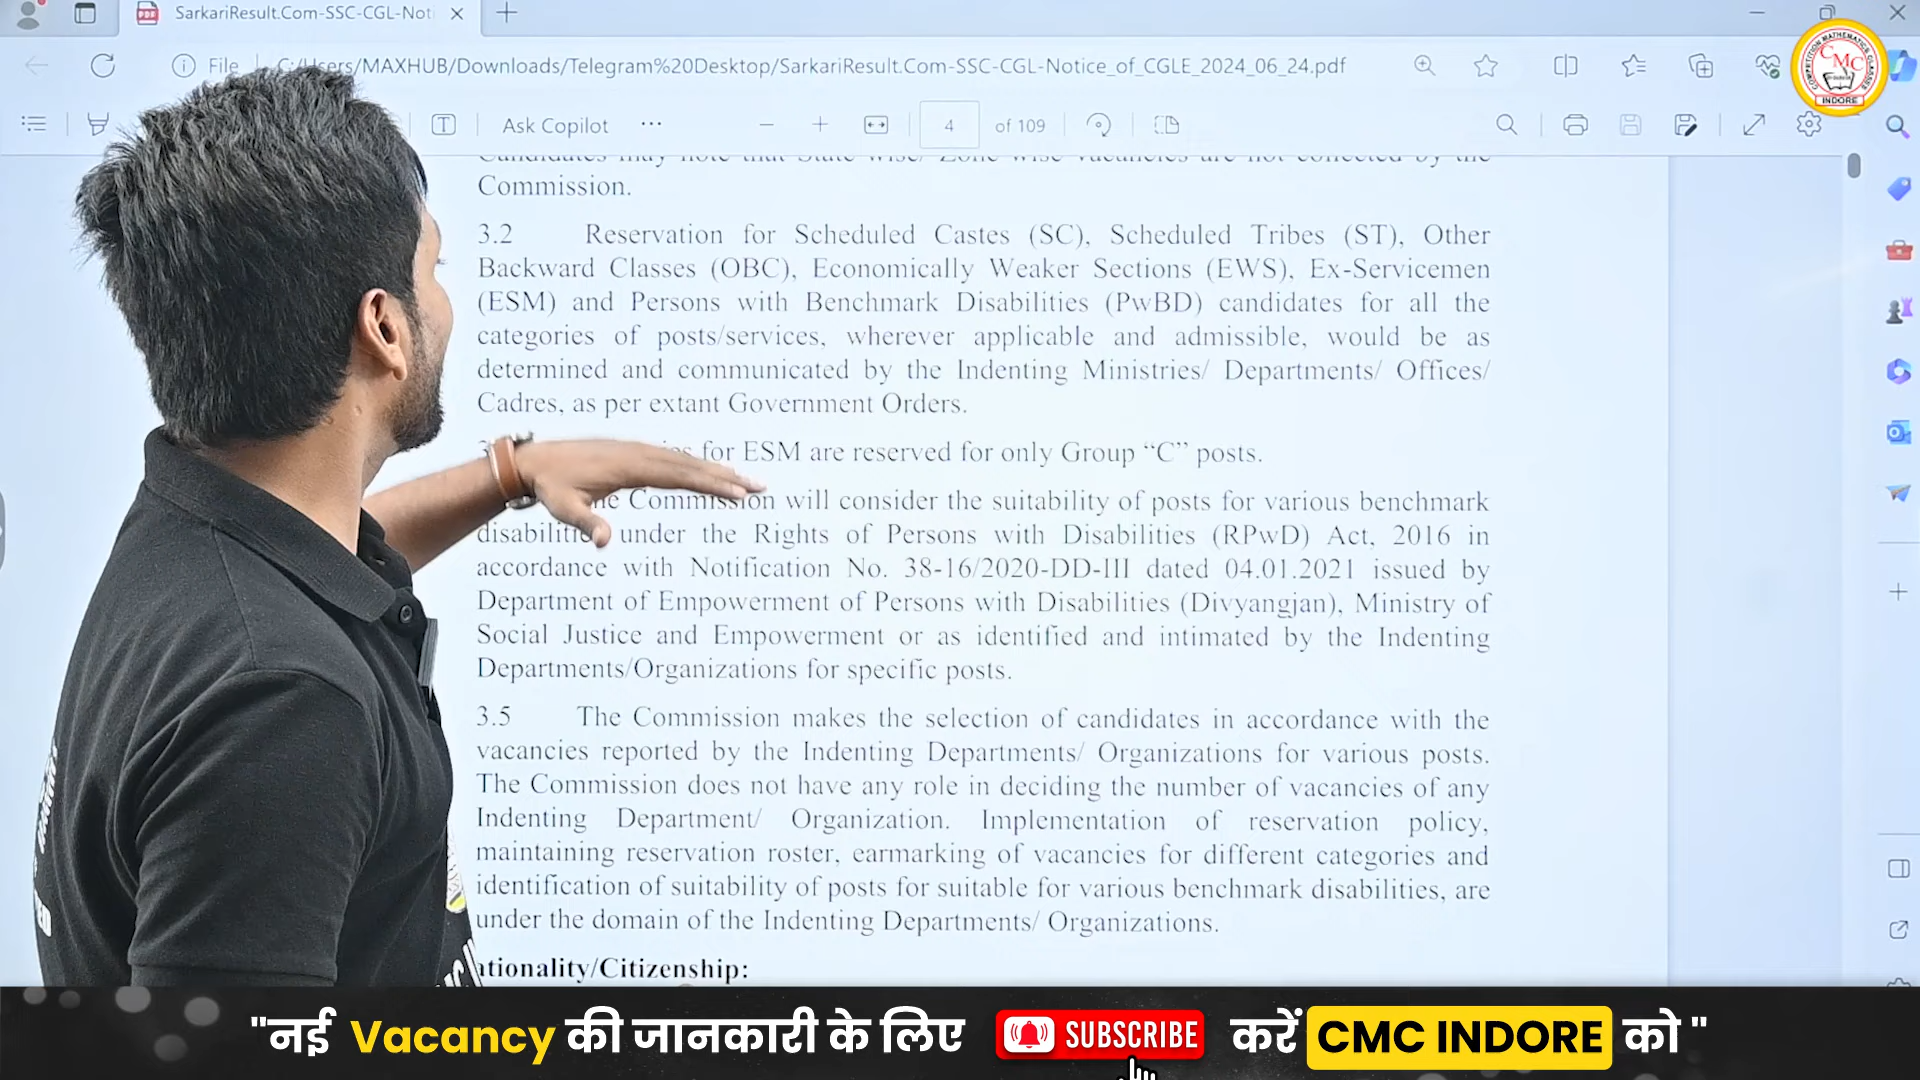 SarkariResult.Com-SSC-CGL-Noti
File C:/Users/MAXHUB/Downloads/Telegram%20Desktop/SarkariResult.Com-SSC-CGL-Notice_of_CGLE_2024_06_24.pdf
Ask Copilot ... 4 of 109
COMPETITION MATHEMATICS CLASSES
CMC
INDORE
Candidates may note that State wise/ Zone wise vacancies are not collected by the
Commission.
3.2 Reservation for Scheduled Castes (SC), Scheduled Tribes (ST), Other
Backward Classes (OBC), Economically Weaker Sections (EWS), Ex-Servicemen
(ESM) and Persons with Benchmark Disabilities (PwBD) candidates for all the
categories of posts/services, wherever applicable and admissible, would be as
determined and communicated by the Indenting Ministries/ Departments/ Offices/
Cadres, as per extant Government Orders.
for ESM are reserved for only Group “C” posts.
Commission will consider the suitability of posts for various benchmark
under the Rights of Persons with Disabilities (RPwD) Act, 2016 in
accordance with Notification No. 38-16/2020-DD-III dated 04.01.2021 issued by
Department of Empowerment of Persons with Disabilities (Divyangjan), Ministry of
Social Justice and Empowerment or as identified and intimated by the Indenting
Departments/Organizations for specific posts.
3.5 The Commission makes the selection of candidates in accordance with the
vacancies reported by the Indenting Departments/ Organizations for various posts.
The Commission does not have any role in deciding the number of vacancies of any
Indenting Department/ Organization. Implementation of reservation policy,
maintaining reservation roster, earmarking of vacancies for different categories and
identification of suitability of posts for suitable for various benchmark disabilities, are
under the domain of the Indenting Departments/ Organizations.
ationality/Citizenship:
"नई Vacancy की जानकारी के लिए SUBSCRIBE करें CMC INDORE को "